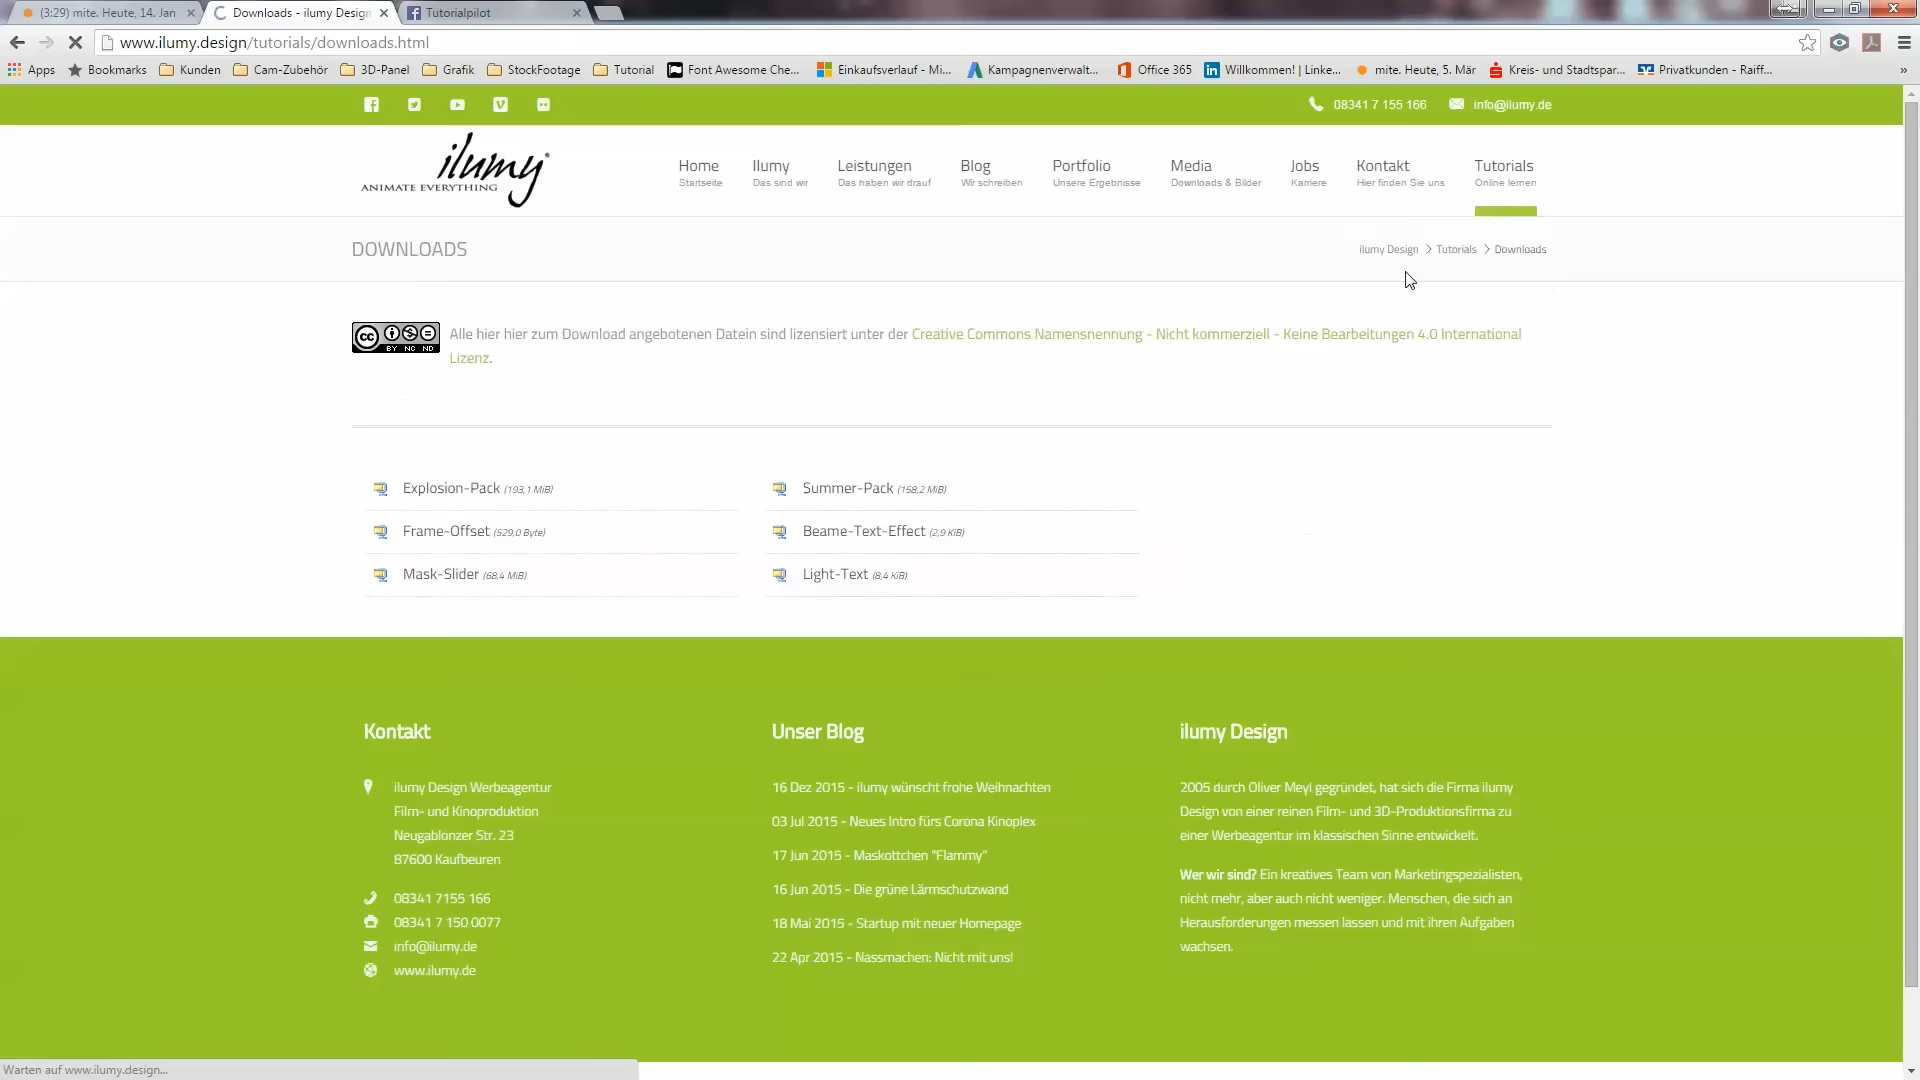 (3:29) mite. Heute, 14. Jan
Downloads - ilumy Design
Tutorialpilot
www.ilumy.design/tutorials/downloads.html
Apps
Bookmarks
Kunden
Cam-Zubehör
3D-Panel
Grafik
StockFootage
Tutorial
Font Awesome Che...
Einkaufsverlauf - Mi...
Kampagnenverwalt...
Office 365
Willkommen! | Linke...
mite. Heute, 5. Mär
Kreis- und Stadtspar...
Privatkunden - Raiff...
»
08341 7 155 166
info@ilumy.de
ilumy®
ANIMATE EVERYTHING
Home
Startseite
Ilumy
Das sind wir
Leistungen
Das haben wir drauf
Blog
Wir schreiben
Portfolio
Unsere Ergebnisse
Media
Downloads & Bilder
Jobs
Karriere
Kontakt
Hier finden Sie uns
Tutorials
Online lernen
DOWNLOADS
ilumy Design > Tutorials > Downloads
CC
BY NC ND
Alle hier hier zum Download angebotenen Datein sind lizensiert unter der Creative Commons Namensnennung - Nicht kommerziell - Keine Bearbeitungen 4.0 International
Lizenz.
Explosion-Pack (193,1 MiB)
Summer-Pack (158,2 MiB)
Frame-Offset (529,0 Byte)
Beame-Text-Effect (2,9 KiB)
Mask-Slider (68,4 MiB)
Light-Text (8,4 KiB)
Kontakt
ilumy Design Werbeagentur
Film- und Kinoproduktion
Neugablonzer Str. 23
87600 Kaufbeuren
08341 7155 166
08341 7 150 0077
info@ilumy.de
www.ilumy.de
Unser Blog
16 Dez 2015 - ilumy wünscht frohe Weihnachten
03 Jul 2015 - Neues Intro fürs Corona Kinoplex
17 Jun 2015 - Maskottchen "Flammy"
16 Jun 2015 - Die grüne Lärmschutzwand
18 Mai 2015 - Startup mit neuer Homepage
22 Apr 2015 - Nassmachen: Nicht mit uns!
ilumy Design
2005 durch Oliver Meyl gegründet, hat sich die Firma ilumy
Design von einer reinen Film- und 3D-Produktionsfirma zu
einer Werbeagentur im klassischen Sinne entwickelt.
Wer wir sind? Ein kreatives Team von Marketingspezialisten,
nicht mehr, aber auch nicht weniger. Menschen, die sich an
Herausforderungen messen lassen und mit ihren Aufgaben
wachsen.
Warten auf www.ilumy.design...